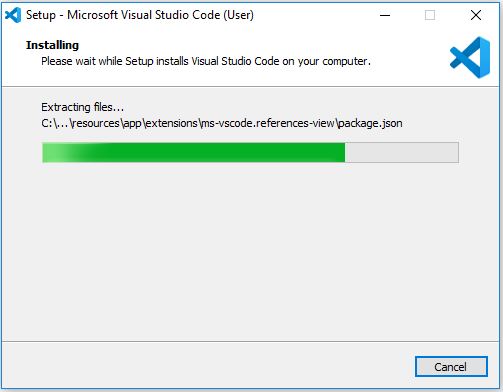 Setup - Microsoft Visual Studio Code (User)
Installing
Please wait while Setup installs Visual Studio Code on your computer.
Extracting files...
C:\...\resources\app\extensions\ms-vscode.references-view\package.json
Cancel